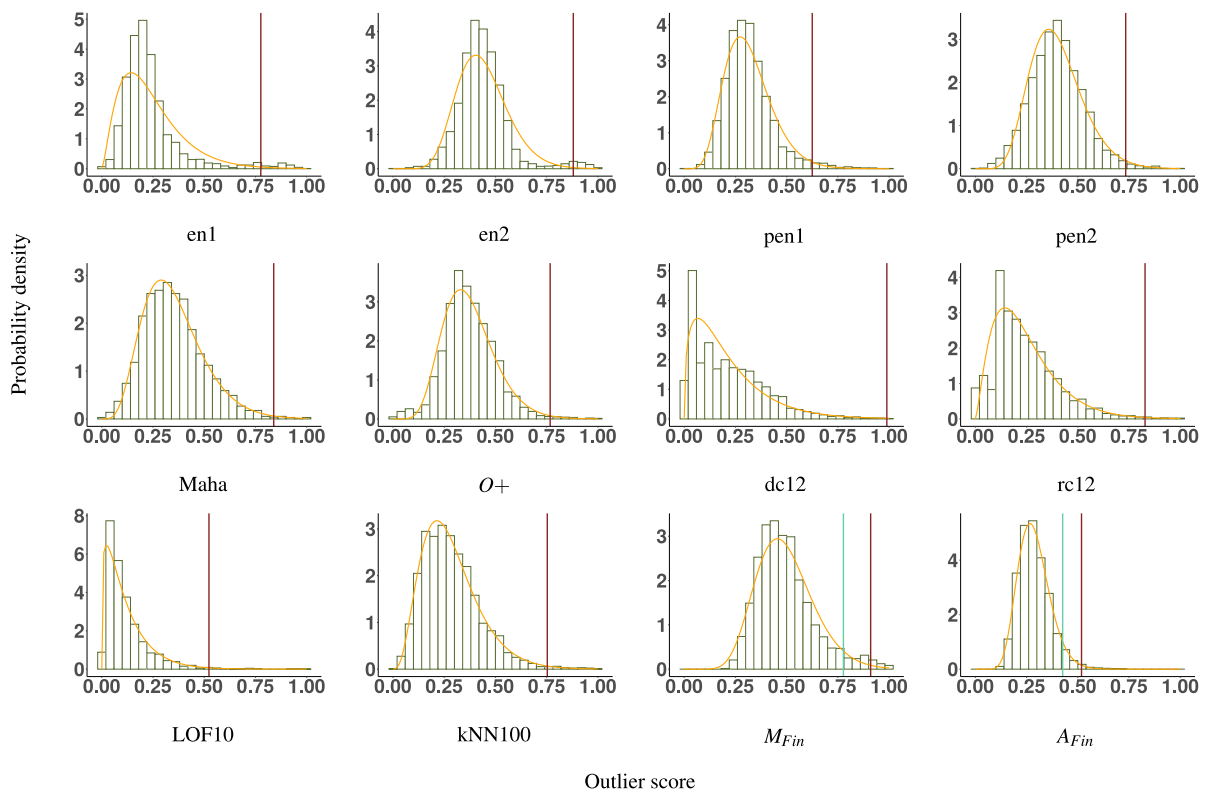 5 4 3 2 1 0
0.00 0.25 0.50 0.75 1.00
en1
4 3 2 1 0
0.00 0.25 0.50 0.75 1.00
en2
4 3 2 1 0
0.00 0.25 0.50 0.75 1.00
pen1
3 2 1 0
0.00 0.25 0.50 0.75 1.00
pen2
Probability density
3 2 1 0
0.00 0.25 0.50 0.75 1.00
Maha
3 2 1 0
0.00 0.25 0.50 0.75 1.00
O+
5 4 3 2 1 0
0.00 0.25 0.50 0.75 1.00
dc12
4 3 2 1 0
0.00 0.25 0.50 0.75 1.00
rc12
8 6 4 2 0
0.00 0.25 0.50 0.75 1.00
LOF10
3 2 1 0
0.00 0.25 0.50 0.75 1.00
kNN100
3 2 1 0
0.00 0.25 0.50 0.75 1.00
M_Fin
4 2 0
0.00 0.25 0.50 0.75 1.00
A_Fin
Outlier score